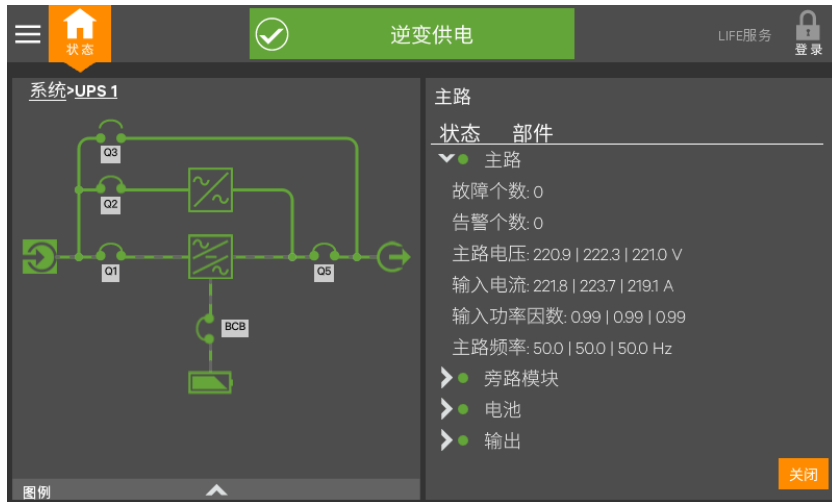 状态
逆变供电
LIFE服务
登录
系统>UPS 1
Q3
Q2
Q1
Q5
BCB
图例
主路
状态 部件
主路
故障个数: 0
告警个数: 0
主路电压: 220.9 | 222.3 | 221.0 V
输入电流: 221.8 | 223.7 | 219.1 A
输入功率因数: 0.99 | 0.99 | 0.99
主路频率: 50.0 | 50.0 | 50.0 Hz
旁路模块
电池
输出
关闭